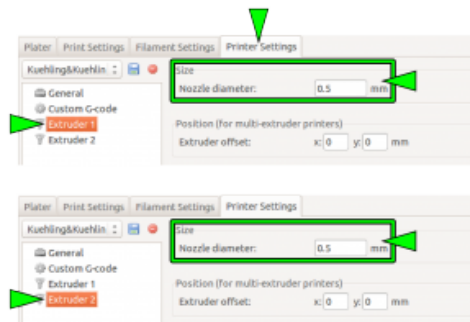 Plater Print Settings Filament Settings Printer Settings
Kuehling&Kuehlin
Size
Nozzle diameter: 0.5 mm
General
Custom G-code
Extruder 1
Extruder 2
Position (for multi-extruder printers)
Extruder offset: x: 0 y: 0 mm
Plater Print Settings Filament Settings Printer Settings
Kuehling&Kuehlin
Size
Nozzle diameter: 0.5 mm
General
Custom G-code
Extruder 1
Extruder 2
Position (for multi-extruder printers)
Extruder offset: x: 0 y: 0 mm